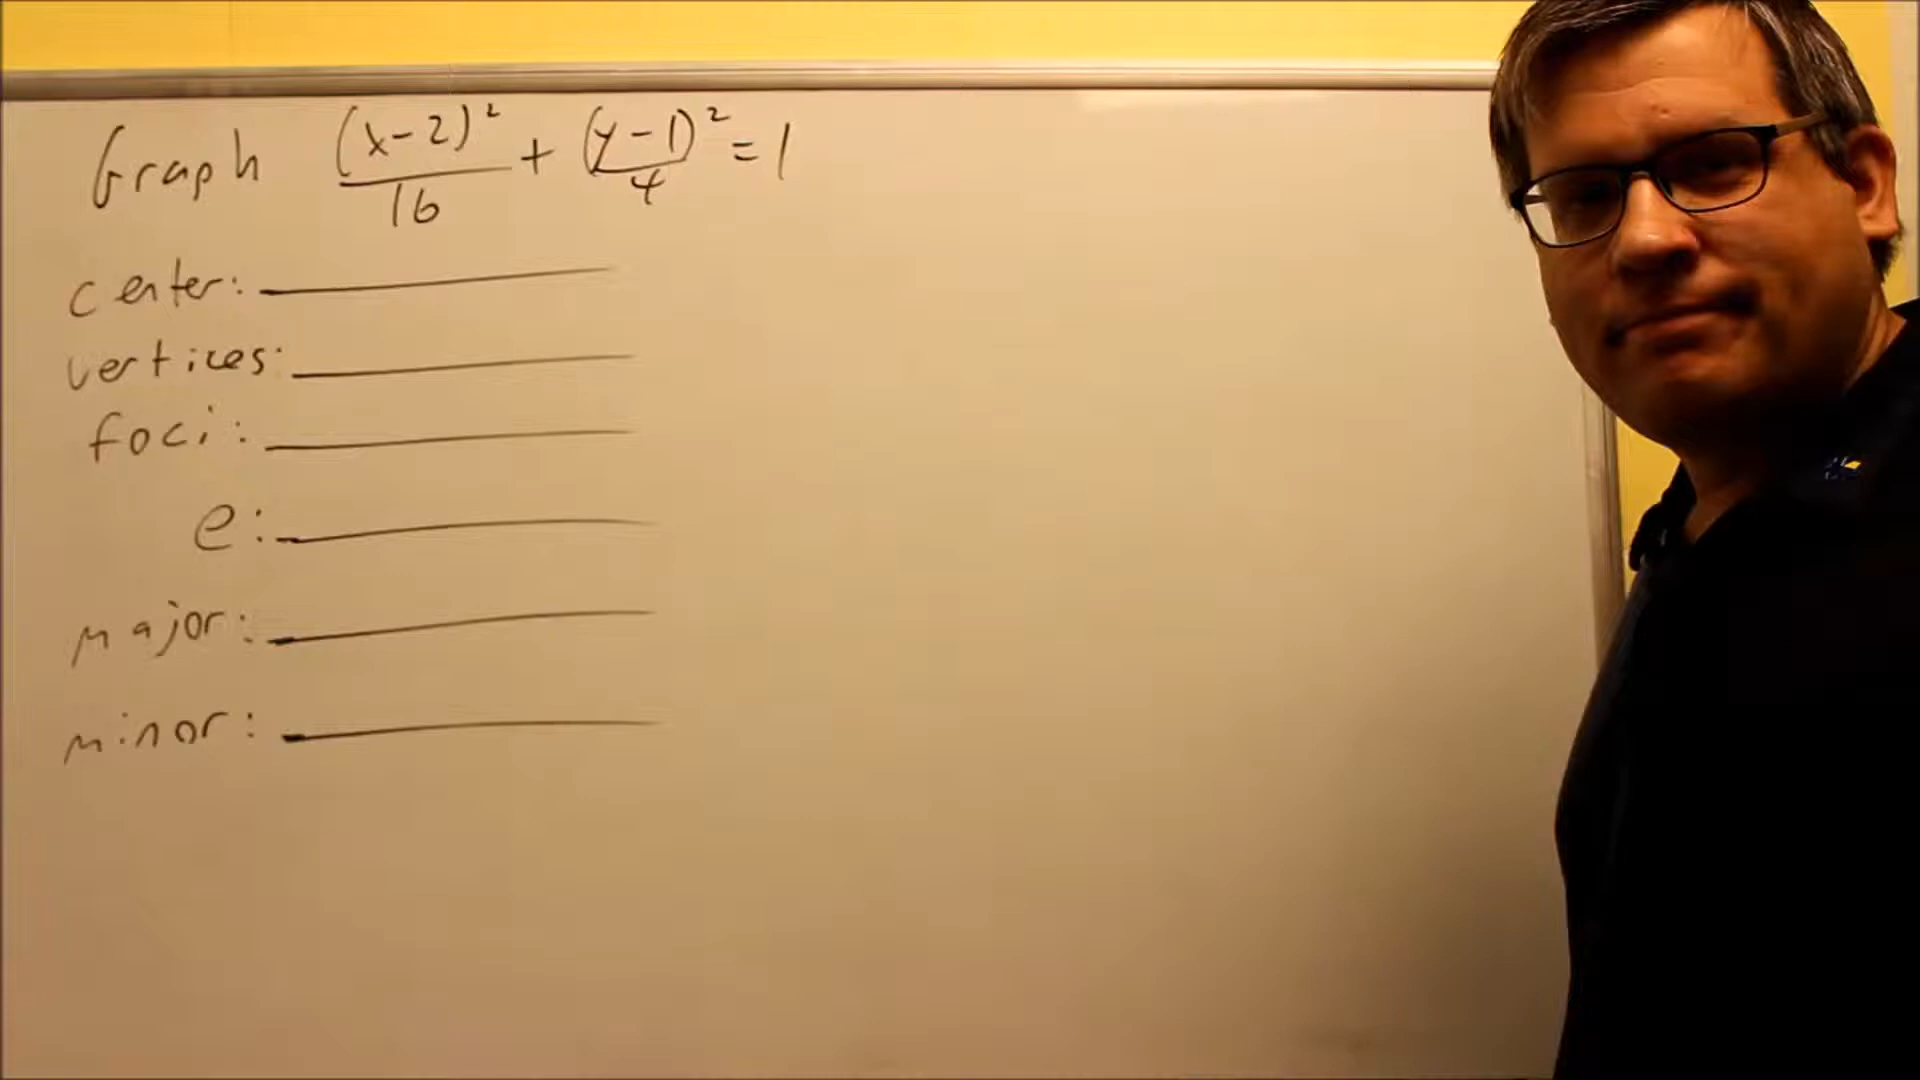 Graph (x-2)²/16 + (y-1)²/4 = 1
center:
vertices:
foci:
e:
major:
minor: